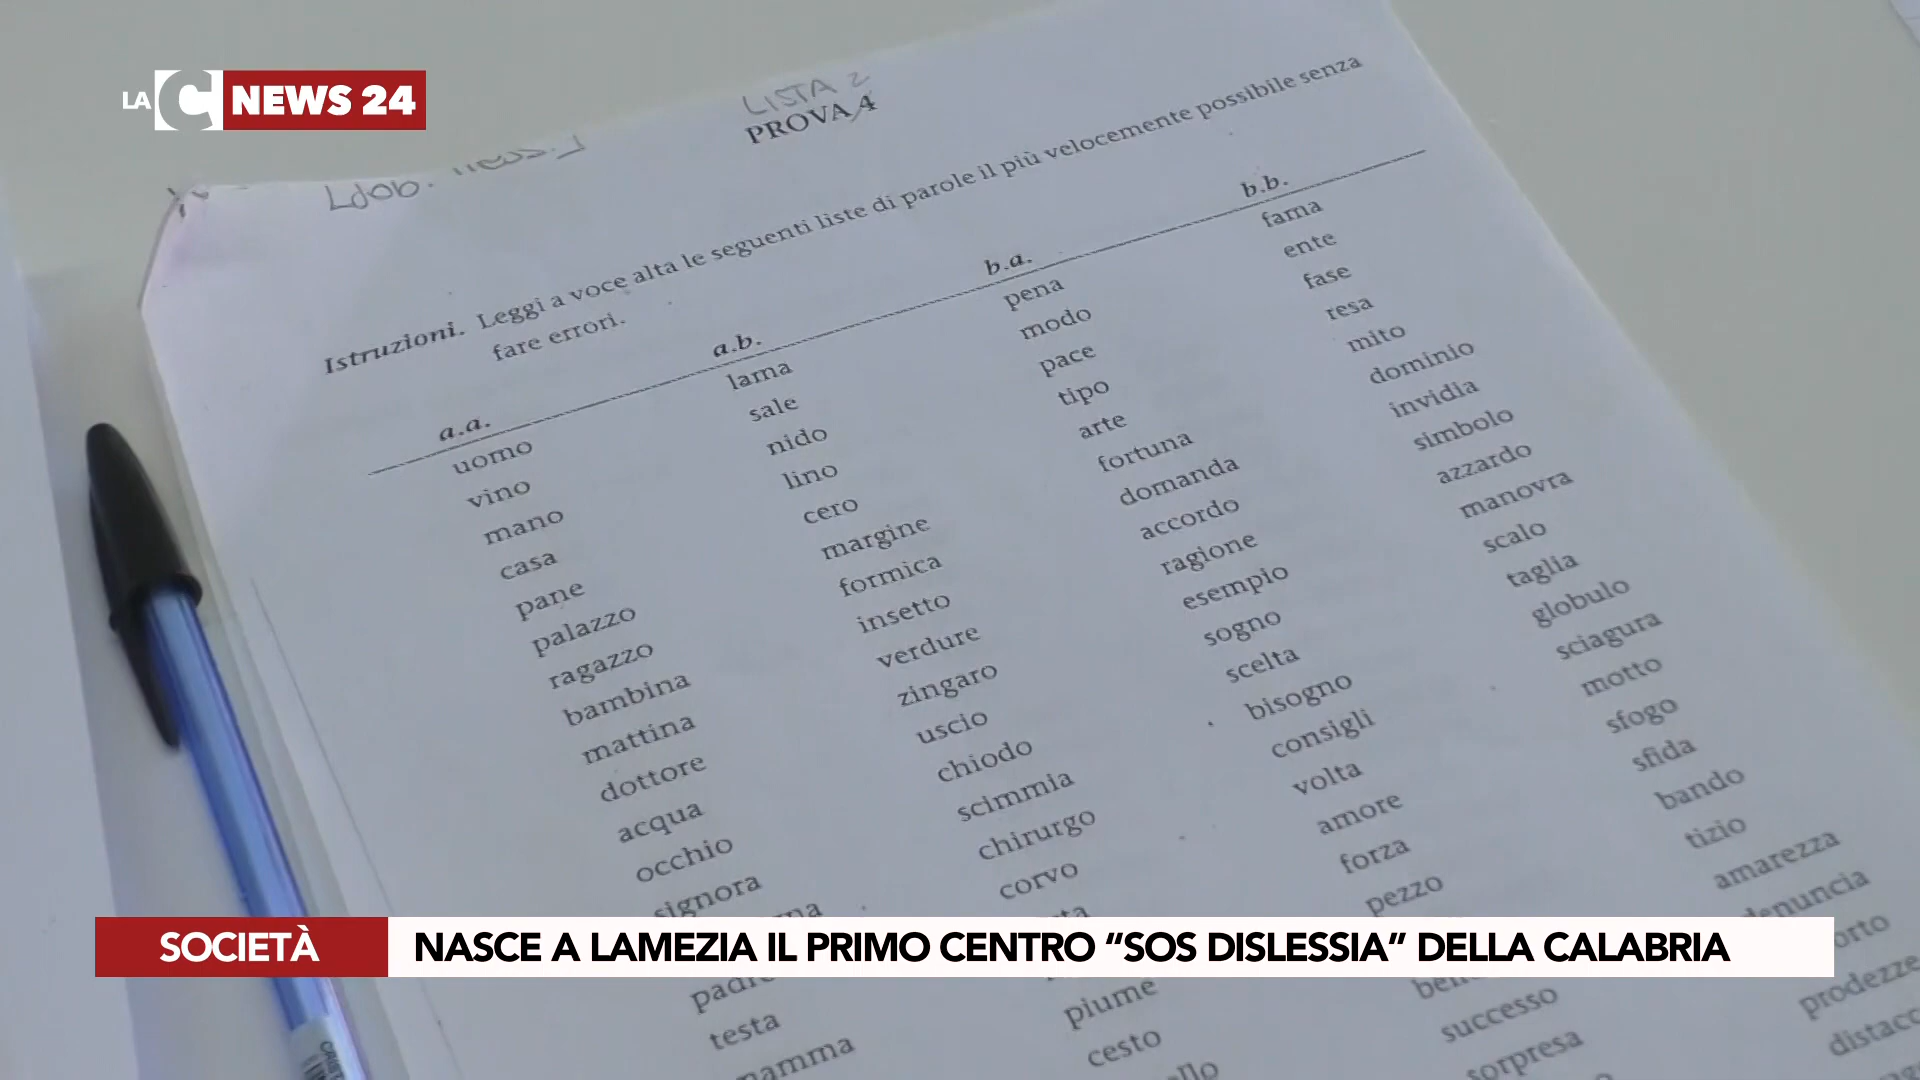 LA C NEWS 24
LISTA 2
PROVA 4
Istruzioni. Leggi a voce alta le seguenti liste di parole il più velocemente possibile senza
fare errori.
a.a.
uomo
vino
mano
casa
pane
palazzo
ragazzo
bambina
mattina
dottore
acqua
occhio
signora
testa
a.b.
lama
sale
nido
lino
cero
margine
formica
insetto
verdure
zingaro
uscio
chiodo
scimmia
chirurgo
corvo
piume
cesto
b.a.
pena
modo
pace
tipo
arte
fortuna
domanda
accordo
ragione
esempio
sogno
scelta
bisogno
consigli
volta
amore
forza
pezzo
successo
sorpresa
b.b.
fama
ente
fase
resa
mito
dominio
invidia
simbolo
azzardo
manovra
scalo
taglia
globulo
sciagura
motto
sfogo
sfida
bando
tizio
amarezza
denuncia
prodezze
SOCIETÀ
NASCE A LAMEZIA IL PRIMO CENTRO “SOS DISLESSIA” DELLA CALABRIA